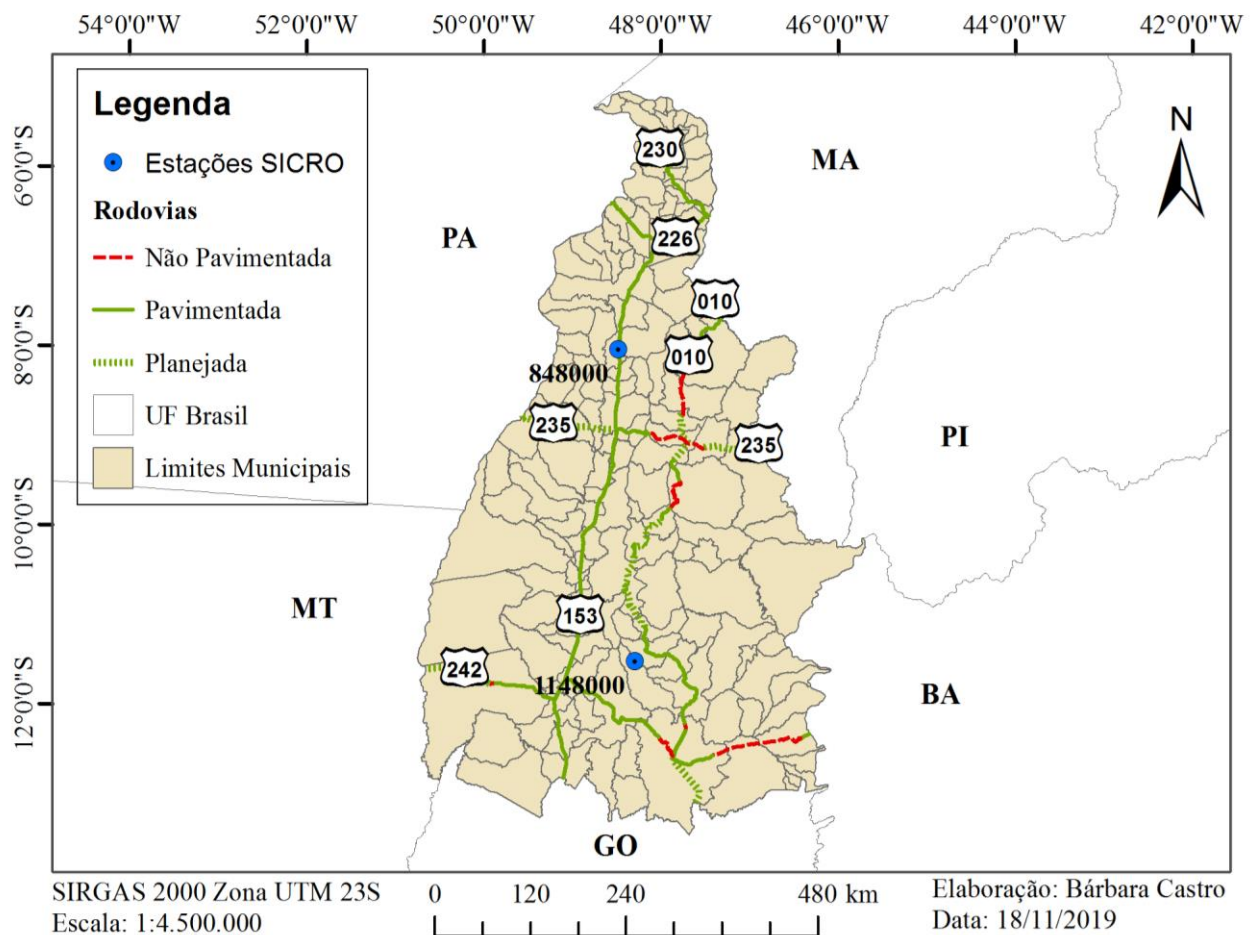 54°0'0"W 52°0'0"W 50°0'0"W 48°0'0"W 46°0'0"W 44°0'0"W 42°0'0"W
Legenda
Estações SICRO
Rodovias
Não Pavimentada
Pavimentada
Planejada
UF Brasil
Limites Municipais
6°0'0"S
8°0'0"S
10°0'0"S
12°0'0"S
N
MA
PA
PI
MT
BA
GO
230
226
010
010
848000
235
235
153
242
1148000
SIRGAS 2000 Zona UTM 23S
Escala: 1:4.500.000
0 120 240 480 km
Elaboração: Bárbara Castro
Data: 18/11/2019